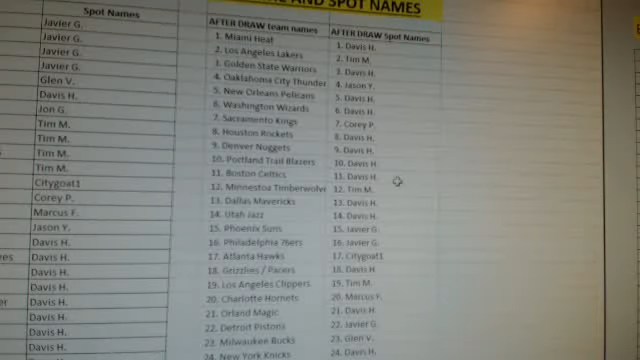 AND SPOT NAMES
Spot Names
Javier G.
Javier G.
Javier G.
Javier G.
Glen V.
Davis H.
Jon G.
Tim M.
Tim M.
Tim M.
Tim M.
Citygoat1
Corey P.
Marcus F.
Jason Y.
Davis H.
Davis H.
Davis H.
Davis H.
Davis H.
Davis H.
Davis H.
AFTER DRAW team names AFTER DRAW Spot Names
1. Miami Heat 1. Davis H.
2. Los Angeles Lakers 2. Tim M.
3. Golden State Warriors 3. Davis H.
4. Oaklahoma City Thunder 4. Jason Y.
5. New Orleans Pelicans 5. Davis H.
6. Washington Wizards 6. Davis H.
7. Sacramento Kings 7. Corey P.
8. Houston Rockets 8. Davis H.
9. Denver Nuggets 9. Davis H.
10. Portland Trail Blazers 10. Davis H.
11. Boston Celtics 11. Davis H.
12. Minnestoa Timberwolv 12. Tim M.
13. Dallas Mavericks 13. Davis H.
14. Utah Jazz 14. Davis H.
15. Phoenix Suns 15. Javier G.
16. Philadelphia 76ers 16. Javier G.
17. Atlanta Hawks 17. Citygoat1
18. Grizzlies / Pacers 18. Davis H.
19. Los Angeles Clippers 19. Tim M.
20. Charlotte Hornets 20. Marcus F.
21. Orland Magic 21. Davis H.
22. Detroit Pistons 22. Javier G.
23. Milwaukee Bucks 23. Glen V.
24. New York Knicks 24. Davis H.